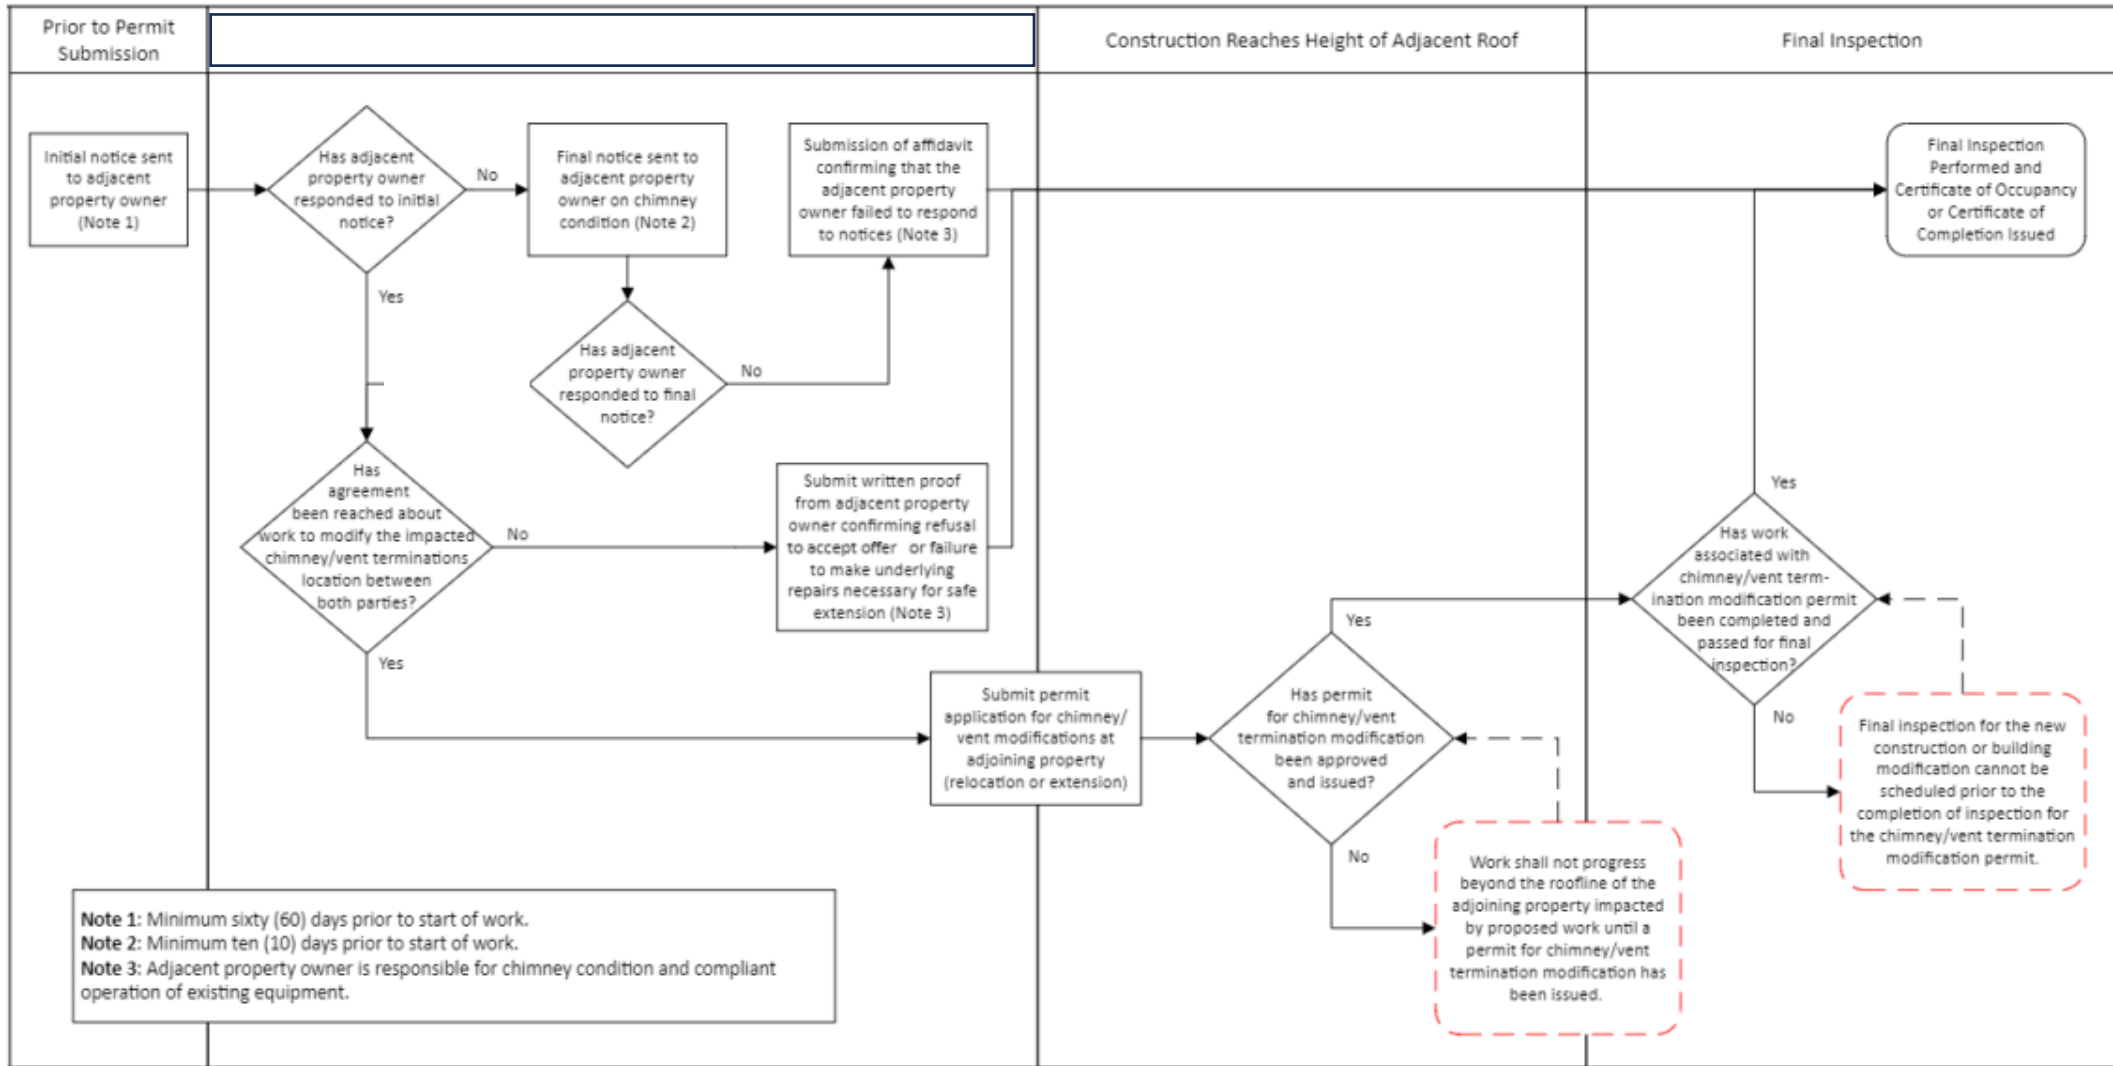 Prior to Permit
Submission
Construction Reaches Height of Adjacent Roof
Final Inspection
Initial notice sent
to adjacent
property owner
(Note 1)
Has adjacent
property owner
responded to initial
notice?
No
Yes
Final notice sent to
adjacent property
owner on chimney
condition (Note 2)
Submission of affidavit
confirming that the
adjacent property
owner failed to respond
to notices (Note 3)
Final Inspection
Performed and
Certificate of Occupancy
or Certificate of
Completion Issued
Has adjacent
property owner
responded to final
notice?
No
Has
agreement
been reached about
work to modify the impacted
chimney/vent terminations
location between
both parties?
No
Yes
Submit written proof
from adjacent property
owner confirming refusal
to accept offer or failure
to make underlying
repairs necessary for safe
extension (Note 3)
Submit permit
application for chimney/
vent modifications at
adjoining property
(relocation or extension)
Has permit
for chimney/vent
termination modification
been approved
and issued?
Yes
No
Work shall not progress
beyond the roofline of the
adjoining property impacted
by proposed work until a
permit for chimney/vent
termination modification has
been issued.
Has work
associated with
chimney/vent term-
ination modification permit
been completed and
passed for final
inspection?
Yes
No
Final inspection for the new
construction or building
modification cannot be
scheduled prior to the
completion of inspection for
the chimney/vent termination
modification permit.
Note 1: Minimum sixty (60) days prior to start of work.
Note 2: Minimum ten (10) days prior to start of work.
Note 3: Adjacent property owner is responsible for chimney condition and compliant
operation of existing equipment.